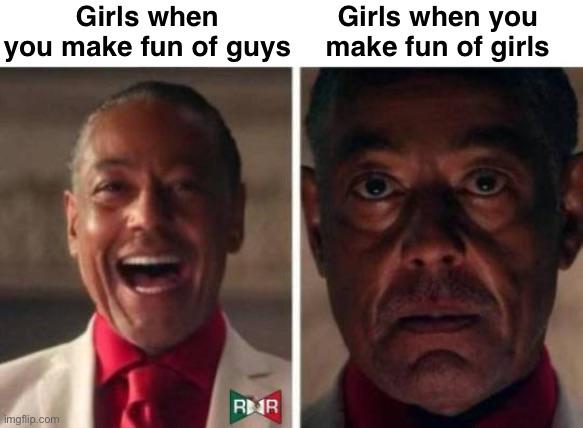 Girls when
you make fun of guys
Girls when you
make fun of girls
imgflip.com